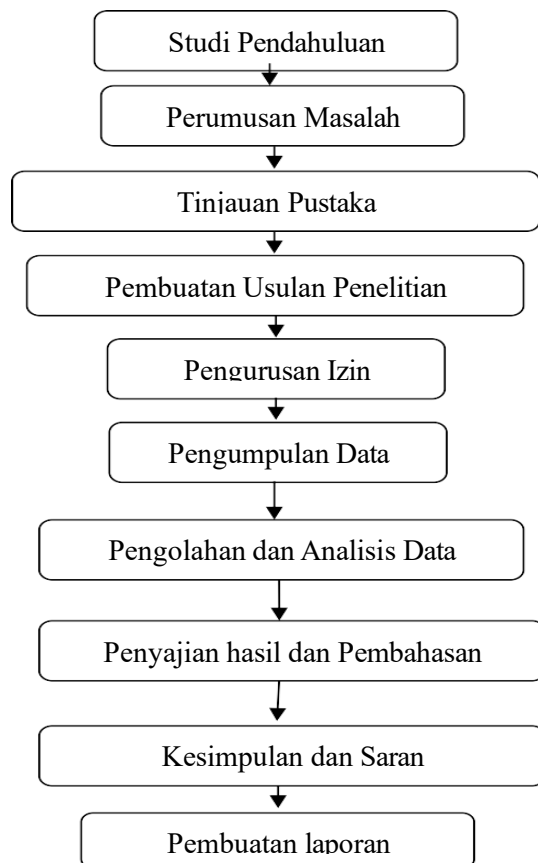 Studi Pendahuluan
Perumusan Masalah
Tinjauan Pustaka
Pembuatan Usulan Penelitian
Pengurusan Izin
Pengumpulan Data
Pengolahan dan Analisis Data
Penyajian hasil dan Pembahasan
Kesimpulan dan Saran
Pembuatan laporan